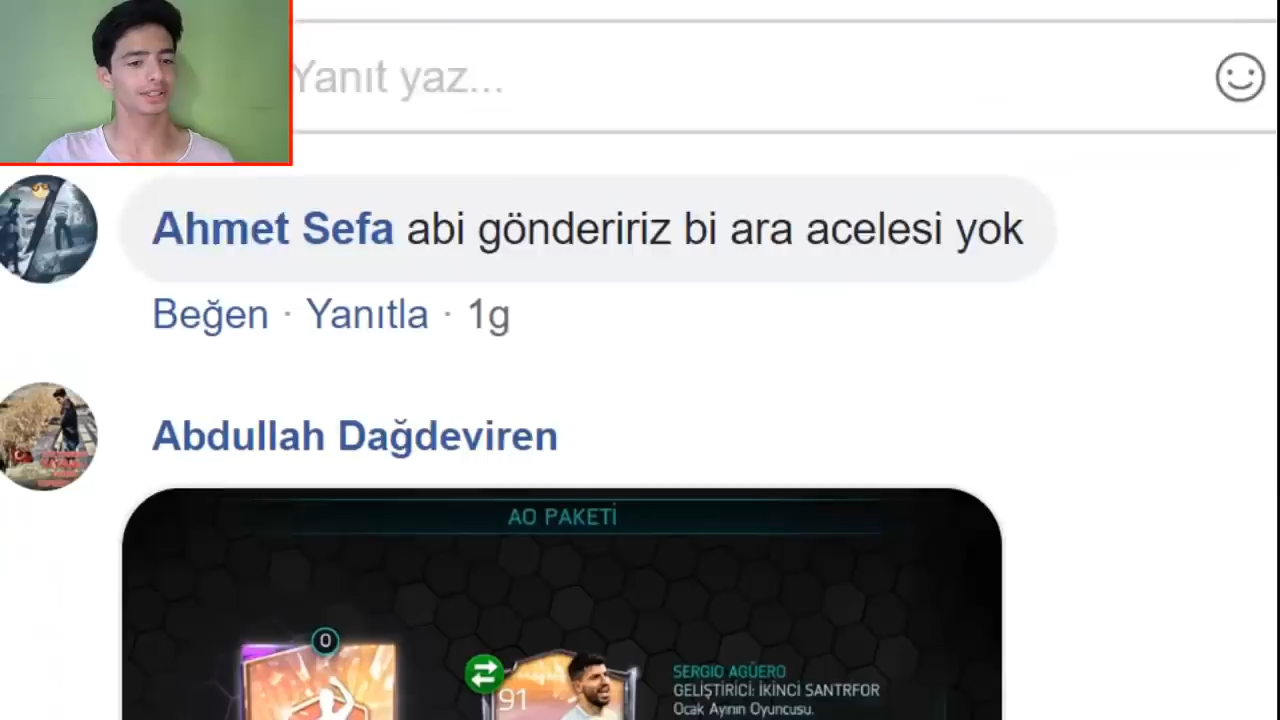 Yanıt yaz...
Ahmet Sefa abi göndeririz bi ara acelesi yok
Beğen · Yanıtla · 1g
Abdullah Dağdeviren
AO PAKETİ
0
91
SERGIO AGÜERO
GELİŞTİRİCİ: İKİNCİ SANTRFOR
Ocak Ayının Oyuncusu.